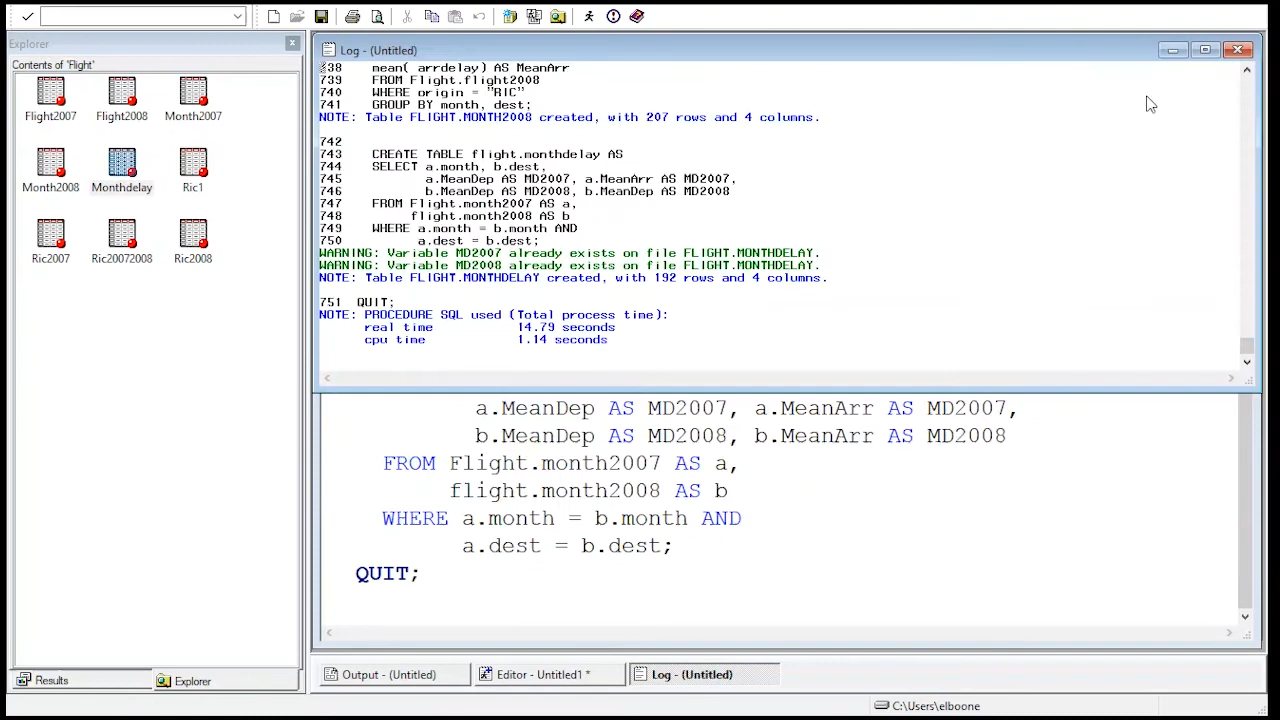 Explorer
Contents of 'Flight'
Flight2007
Flight2008
Month2007
Month2008
Monthdelay
Ric1
Ric2007
Ric20072008
Ric2008
Results
Explorer
Log - (Untitled)
738 mean( arrdelay) AS MeanArr
739 FROM Flight.flight2008
740 WHERE origin = "RIC"
741 GROUP BY month, dest;
NOTE: Table FLIGHT.MONTH2008 created, with 207 rows and 4 columns.
742
743 CREATE TABLE flight.monthdelay AS
744 SELECT a.month, b.dest,
745 a.MeanDep AS MD2007, a.MeanArr AS MD2007,
746 b.MeanDep AS MD2008, b.MeanDep AS MD2008
747 FROM Flight.month2007 AS a,
748 flight.month2008 AS b
749 WHERE a.month = b.month AND
750 a.dest = b.dest;
WARNING: Variable MD2007 already exists on file FLIGHT.MONTHDELAY.
WARNING: Variable MD2008 already exists on file FLIGHT.MONTHDELAY.
NOTE: Table FLIGHT.MONTHDELAY created, with 192 rows and 4 columns.
751 QUIT;
NOTE: PROCEDURE SQL used (Total process time):
real time 14.79 seconds
cpu time 1.14 seconds
a.MeanDep AS MD2007, a.MeanArr AS MD2007,
b.MeanDep AS MD2008, b.MeanArr AS MD2008
FROM Flight.month2007 AS a,
flight.month2008 AS b
WHERE a.month = b.month AND
a.dest = b.dest;
QUIT;
Output - (Untitled)
Editor - Untitled1 *
Log - (Untitled)
C:\Users\elboone